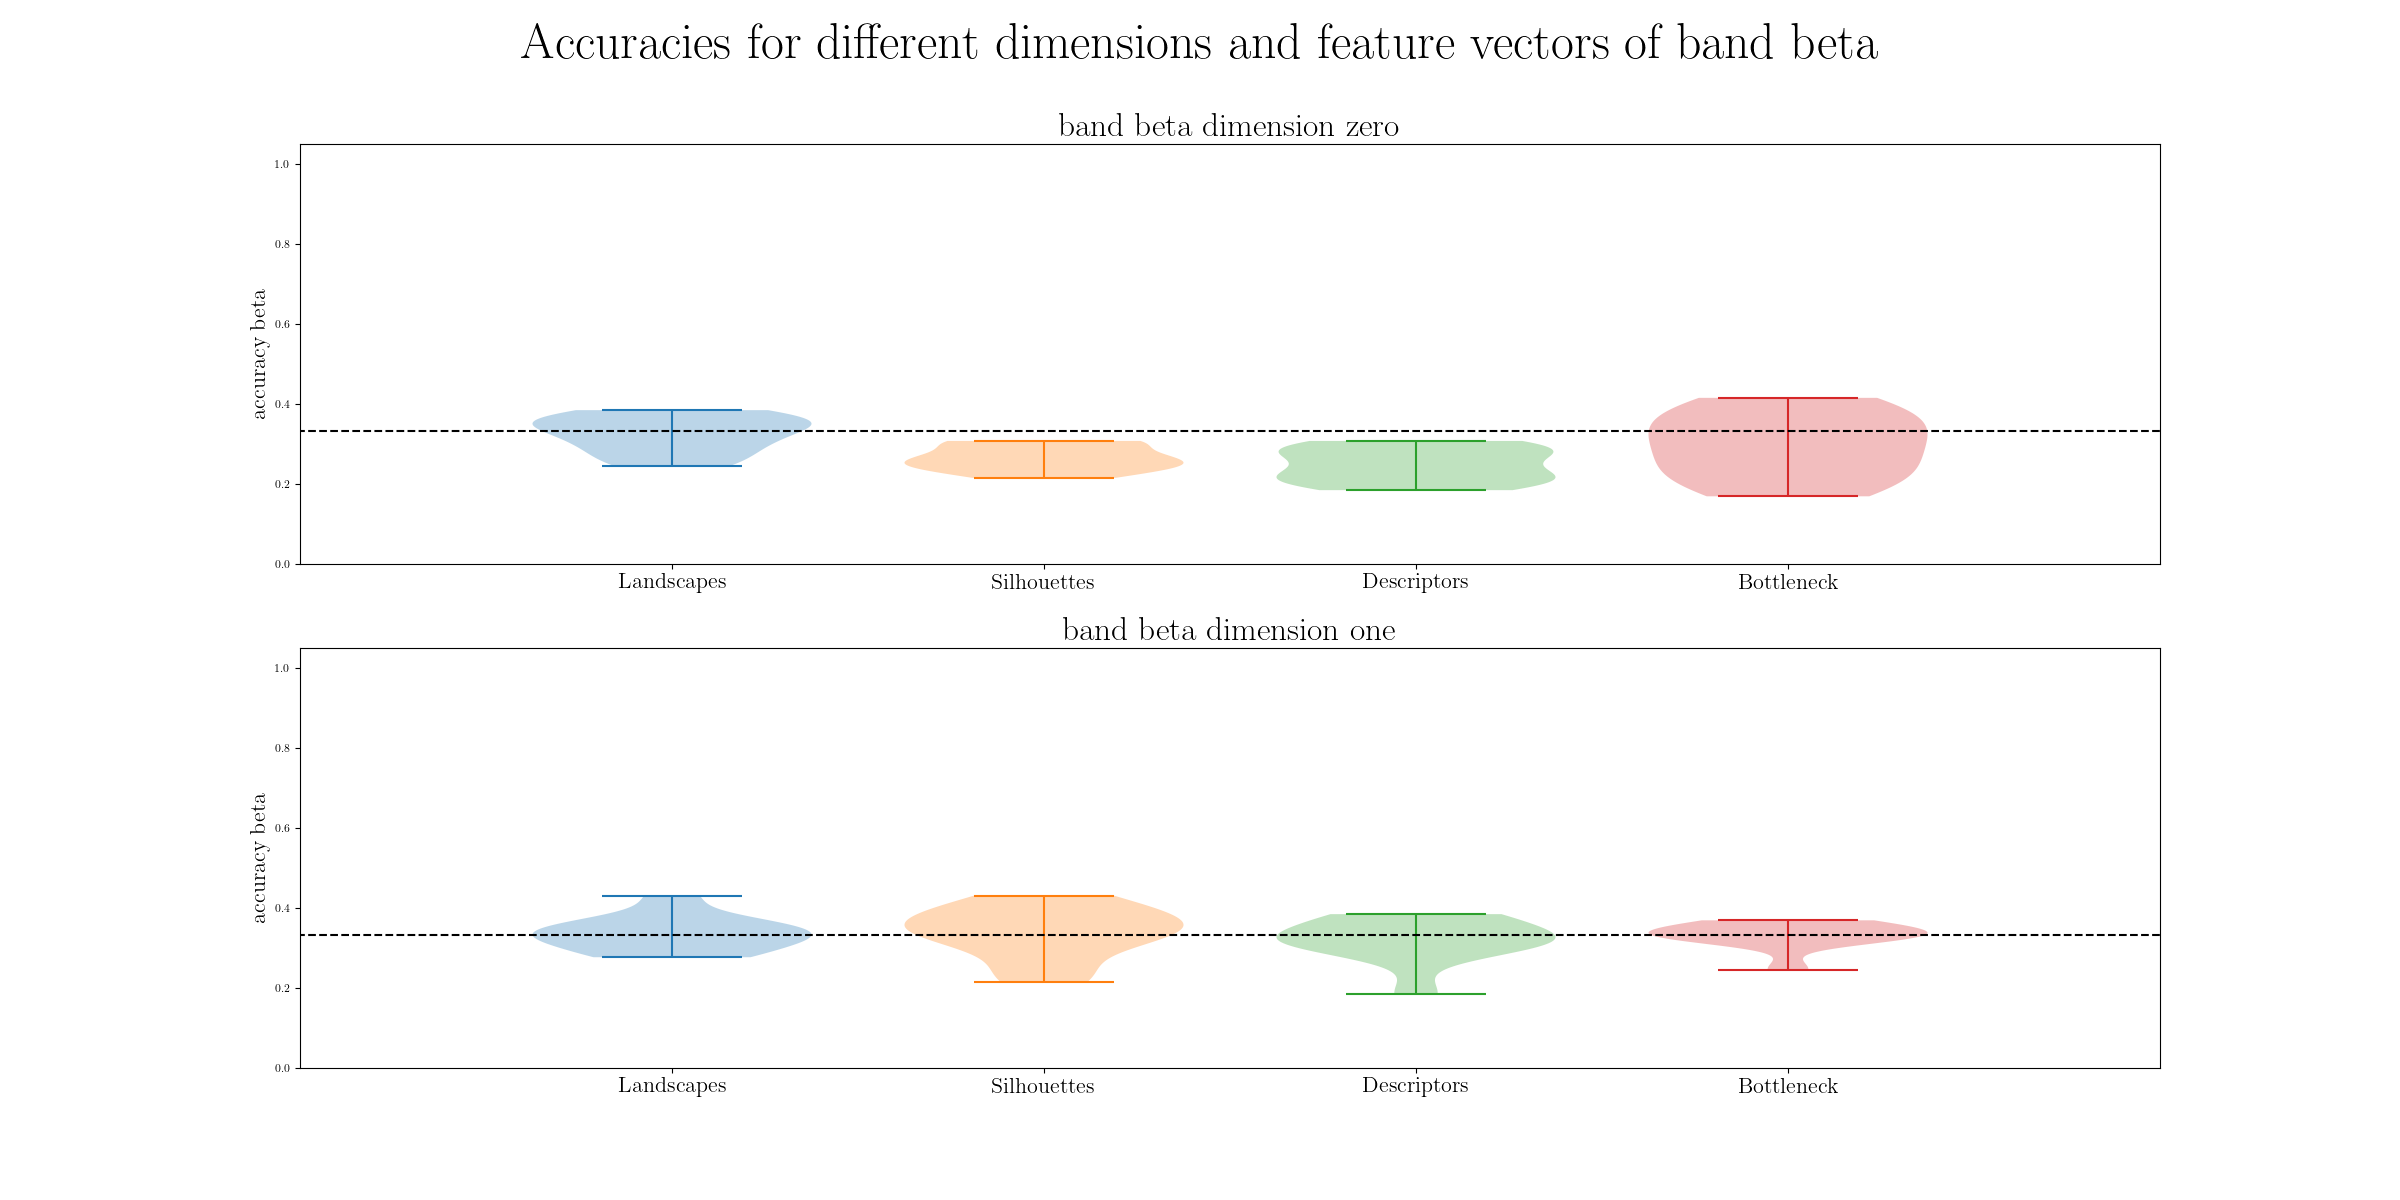 Accuracies for different dimensions and feature vectors of band beta
band beta dimension zero
1.0
0.8
0.6
0.4
0.2
0.0
accuracy beta
Landscapes Silhouettes Descriptors Bottleneck
band beta dimension one
1.0
0.8
0.6
0.4
0.2
0.0
accuracy beta
Landscapes Silhouettes Descriptors Bottleneck